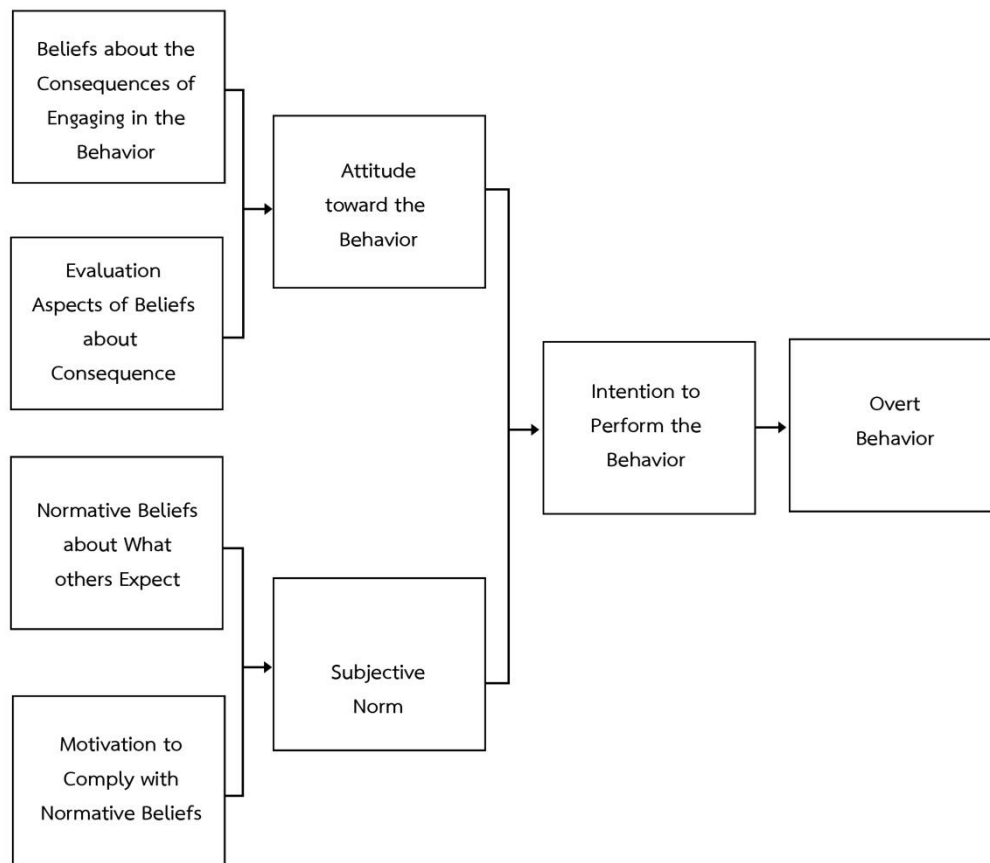 Beliefs about the
Consequences of
Engaging in the
Behavior
Attitude
toward the
Behavior
Evaluation
Aspects of Beliefs
about
Consequence
Intention to
Perform the
Behavior
Overt
Behavior
Normative Beliefs
about What
others Expect
Subjective
Norm
Motivation to
Comply with
Normative Beliefs